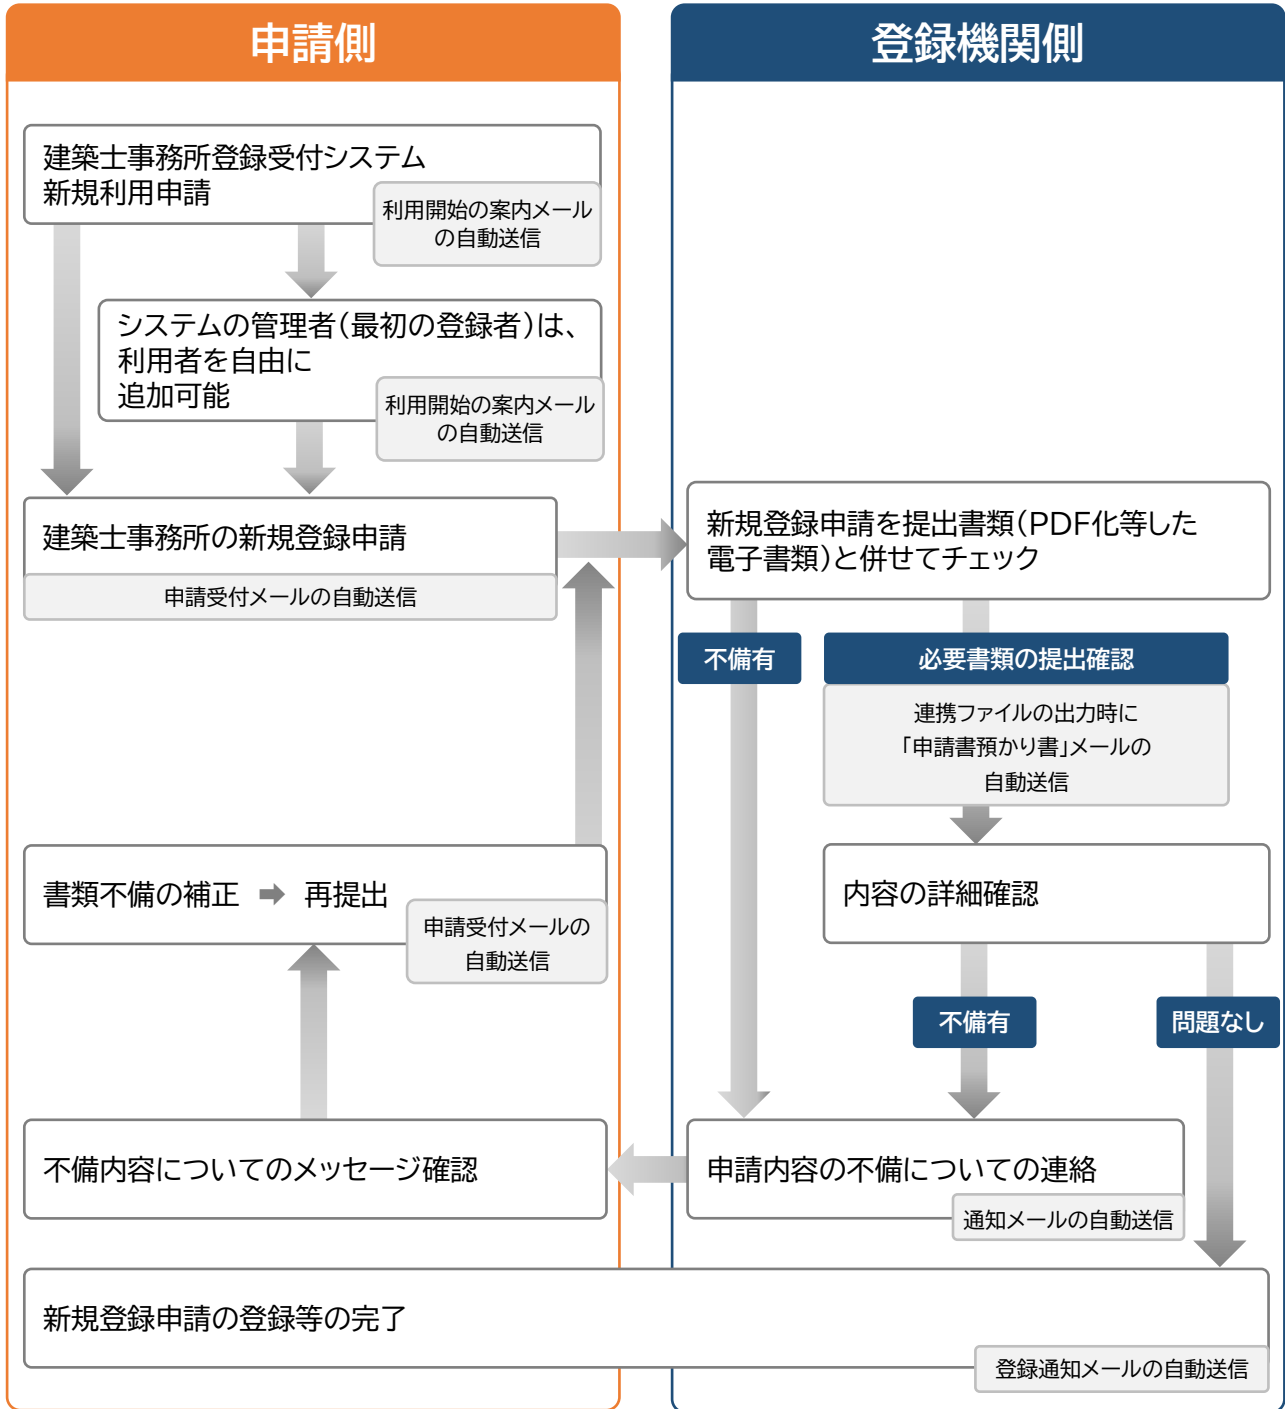 申請側
建築士事務所登録受付システム
新規利用申請
利用開始の案内メール
の自動送信
システムの管理者（最初の登録者）は、
利用者を自由に
追加可能
利用開始の案内メール
の自動送信
建築士事務所の新規登録申請
申請受付メールの自動送信
書類不備の補正 ➡ 再提出
申請受付メールの
自動送信
不備内容についてのメッセージ確認
登録機関側
新規登録申請を提出書類（PDF化等した
電子書類）と併せてチェック
不備有
必要書類の提出確認
連携ファイルの出力時に
「申請書預かり書」メールの
自動送信
内容の詳細確認
不備有
問題なし
申請内容の不備についての連絡
通知メールの自動送信
新規登録申請の登録等の完了
登録通知メールの自動送信